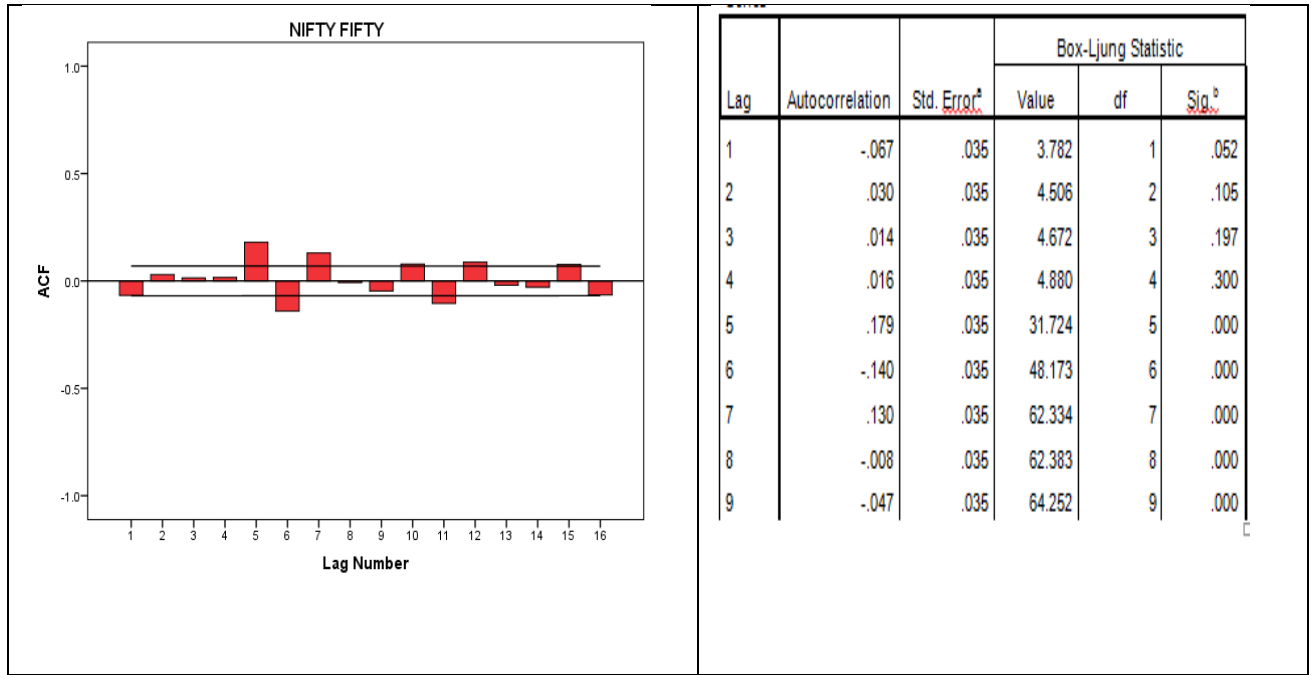 NIFTY FIFTY
1.0
0.5
0.0
-0.5
-1.0
ACF
1 2 3 4 5 6 7 8 9 10 11 12 13 14 15 16
Lag Number
Box-Ljung Statistic
Lag Autocorrelation Std. Error^a Value df Sig.^b
1 -.067 .035 3.782 1 .052
2 .030 .035 4.506 2 .105
3 .014 .035 4.672 3 .197
4 .016 .035 4.880 4 .300
5 .179 .035 31.724 5 .000
6 -.140 .035 48.173 6 .000
7 .130 .035 62.334 7 .000
8 -.008 .035 62.383 8 .000
9 -.047 .035 64.252 9 .000